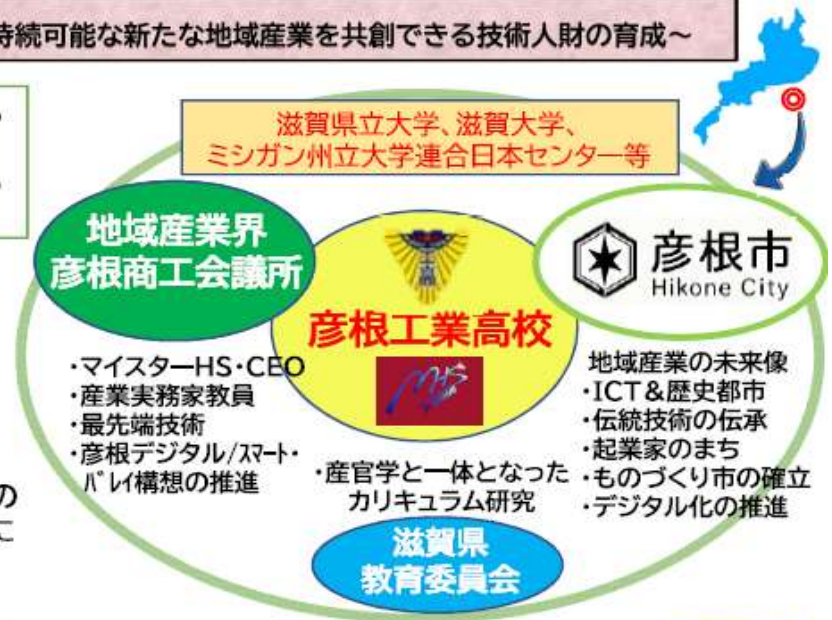 持続可能な新たな地域産業を共創できる技術人財の育成～
滋賀県立大学、滋賀大学、
ミシガン州立大学連合日本センター等
地域産業界
彦根商工会議所
彦根工業高校
MHS
彦根市
Hikone City
・マイスターHS・CEO
・産業実務家教員
・最先端技術
・彦根デジタル/スマート・
バレイ構想の推進
・産官学と一体となった
カリキュラム研究
地域産業の未来像
・ICT＆歴史都市
・伝統技術の伝承
・起業家のまち
・ものづくり市の確立
・デジタル化の推進
滋賀県
教育委員会
の
に